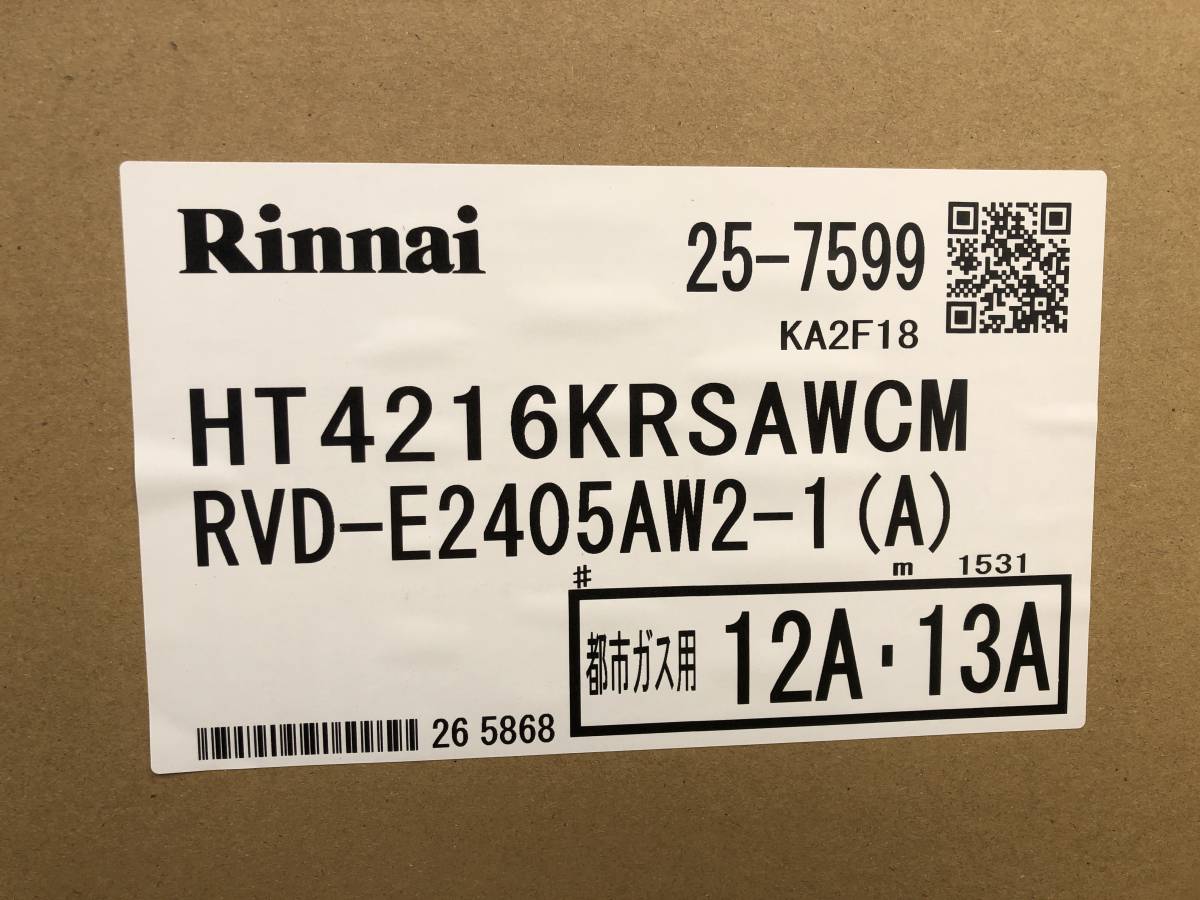 Rinnai
25-7599
KA2F18
HT4216KRSAWCM
RVD-E2405AW2-1(A)
# m 1531
都市ガス用 12A・13A
26 5868